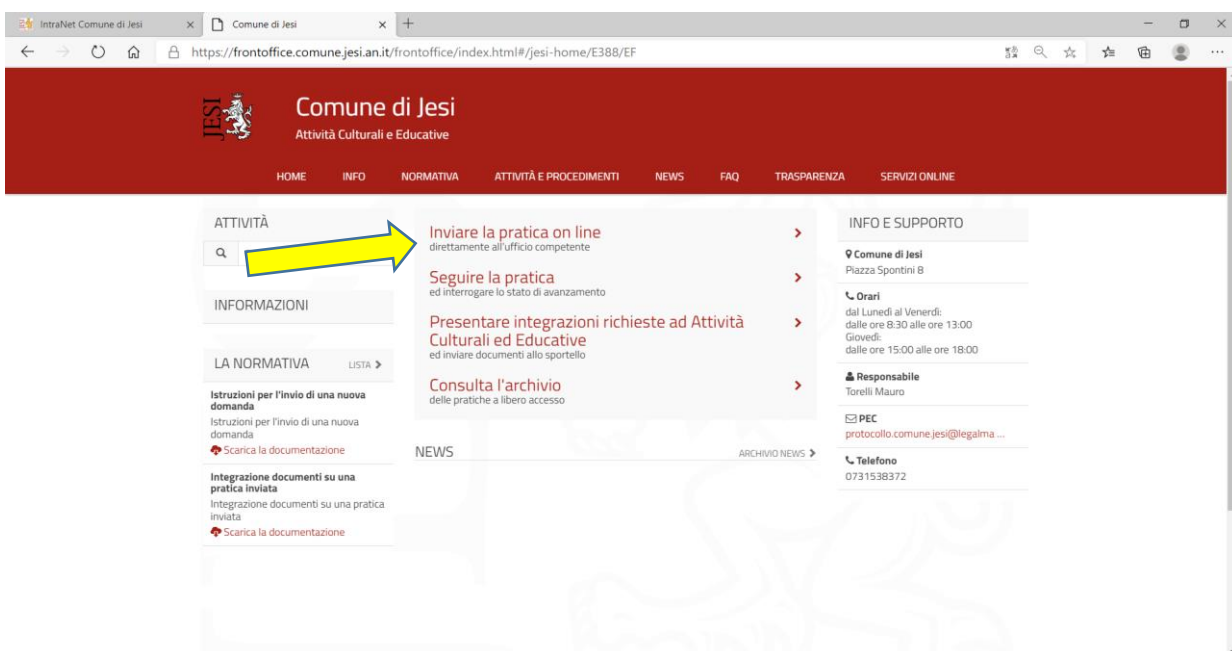 IntraNet Comune di Jesi
Comune di Jesi
https://frontoffice.comune.jesi.an.it/frontoffice/index.html#/jesi-home/E388/EF
JESI
Comune di Jesi
Attività Culturali e Educative
HOME INFO NORMATIVA ATTIVITÀ E PROCEDIMENTI NEWS FAQ TRASPARENZA SERVIZI ONLINE
ATTIVITÀ
INFORMAZIONI
LA NORMATIVA LISTA
Istruzioni per l'invio di una nuova
domanda
Istruzioni per l'invio di una nuova
domanda
Scarica la documentazione
Integrazione documenti su una
pratica inviata
Integrazione documenti su una pratica
inviata
Scarica la documentazione
Inviare la pratica on line
direttamente all'ufficio competente
Seguire la pratica
ed interrogare lo stato di avanzamento
Presentare integrazioni richieste ad Attività
Culturali ed Educative
ed inviare documenti allo sportello
Consulta l'archivio
delle pratiche a libero accesso
NEWS ARCHIVIO NEWS
INFO E SUPPORTO
Comune di Jesi
Piazza Spontini 8
Orari
dal Lunedì al Venerdì:
dalle ore 8:30 alle ore 13:00
Giovedì:
dalle ore 15:00 alle ore 18:00
Responsabile
Torelli Mauro
PEC
protocollo.comune.jesi@legalma ...
Telefono
0731538372